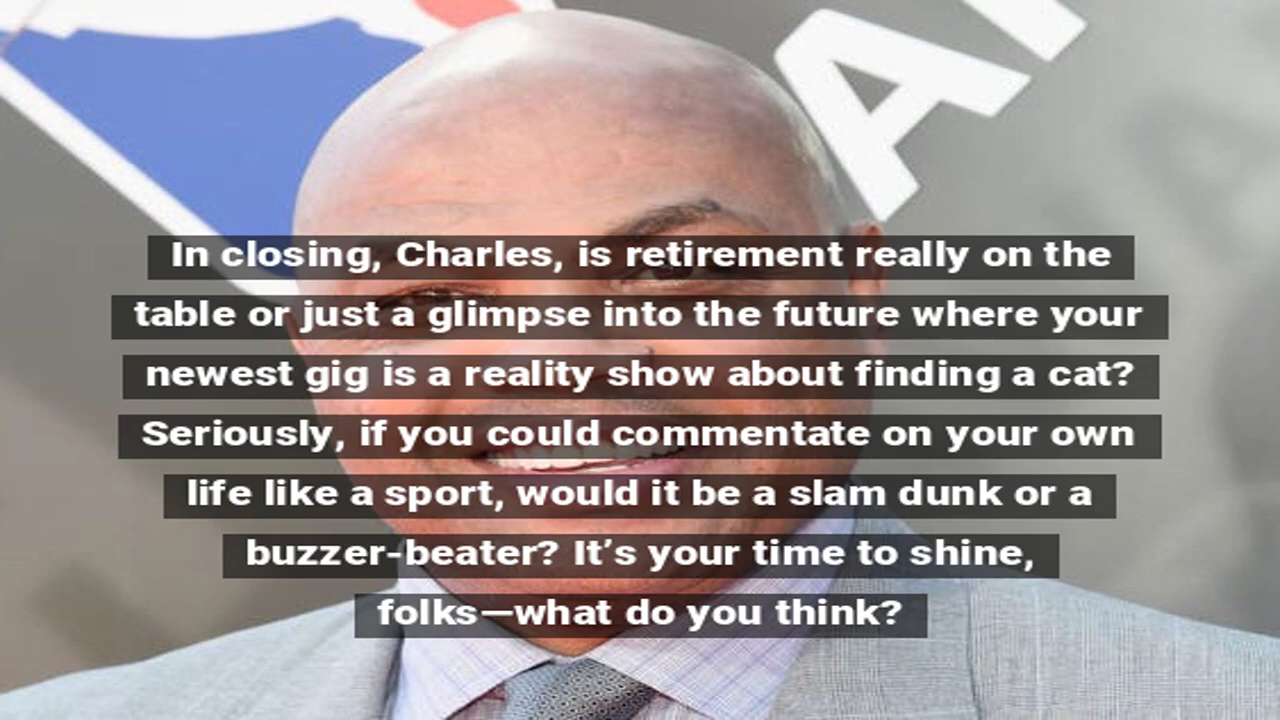 AI
In closing, Charles, is retirement really on the
table or just a glimpse into the future where your
newest gig is a reality show about finding a cat?
Seriously, if you could commentate on your own
life like a sport, would it be a slam dunk or a
buzzer-beater? It’s your time to shine,
folks—what do you think?